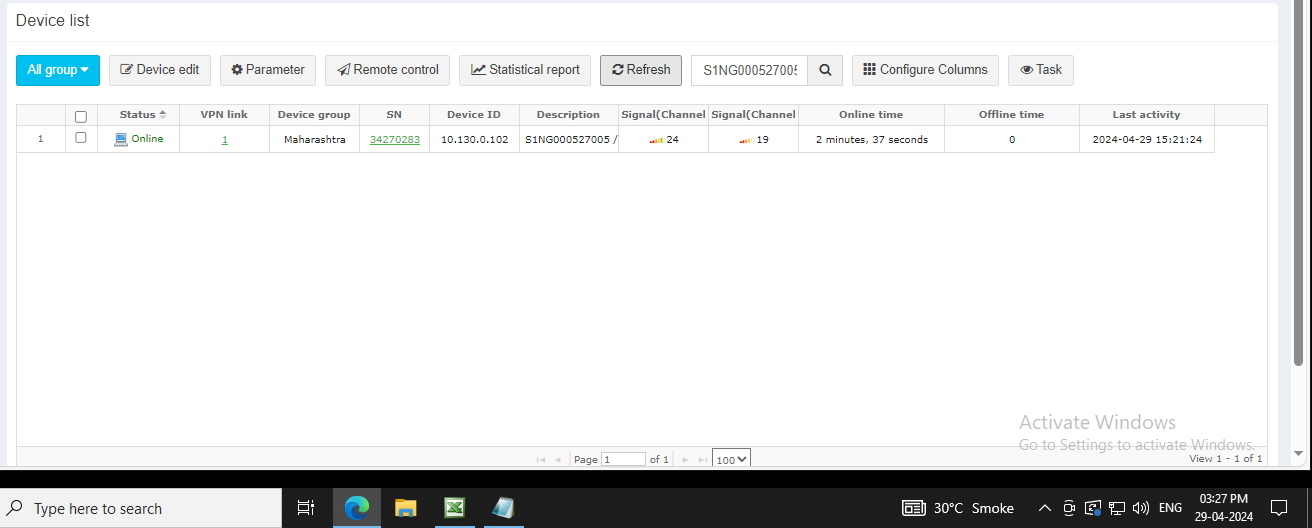 Device list
All group Device edit Parameter Remote control Statistical report Refresh S1NG000527005 Configure Columns Task
Status VPN link Device group SN Device ID Description Signal(Channel Signal(Channel Online time Offline time Last activity
1 Online 1 Maharashtra 34270283 10.130.0.102 S1NG000527005 / 24 19 2 minutes, 37 seconds 0 2024-04-29 15:21:24
Activate Windows
Go to Settings to activate Windows.
Page 1 of 1 100 View 1 - 1 of 1
Type here to search 30°C Smoke ENG 03:27 PM
29-04-2024